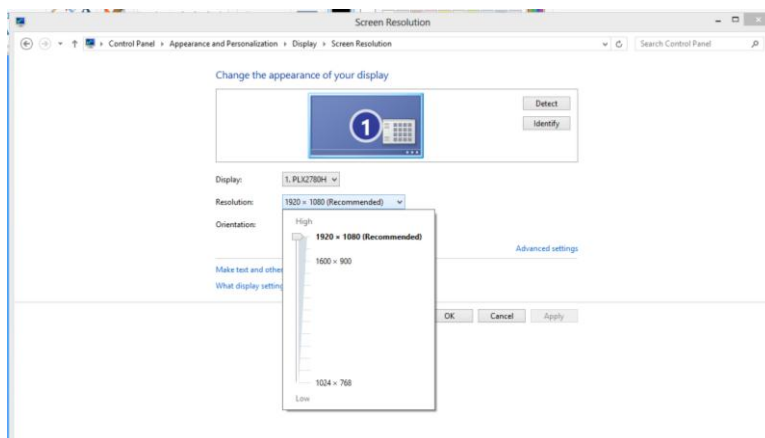 Screen Resolution
Control Panel › Appearance and Personalization › Display › Screen Resolution
Search Control Panel
Change the appearance of your display
1
Detect
Identify
Display:
1. PLX2780H
Resolution:
1920 × 1080 (Recommended)
Orientation:
High
1920 × 1080 (Recommended)
1600 × 900
1024 × 768
Low
Advanced settings
Make text and other
What display setting
OK
Cancel
Apply